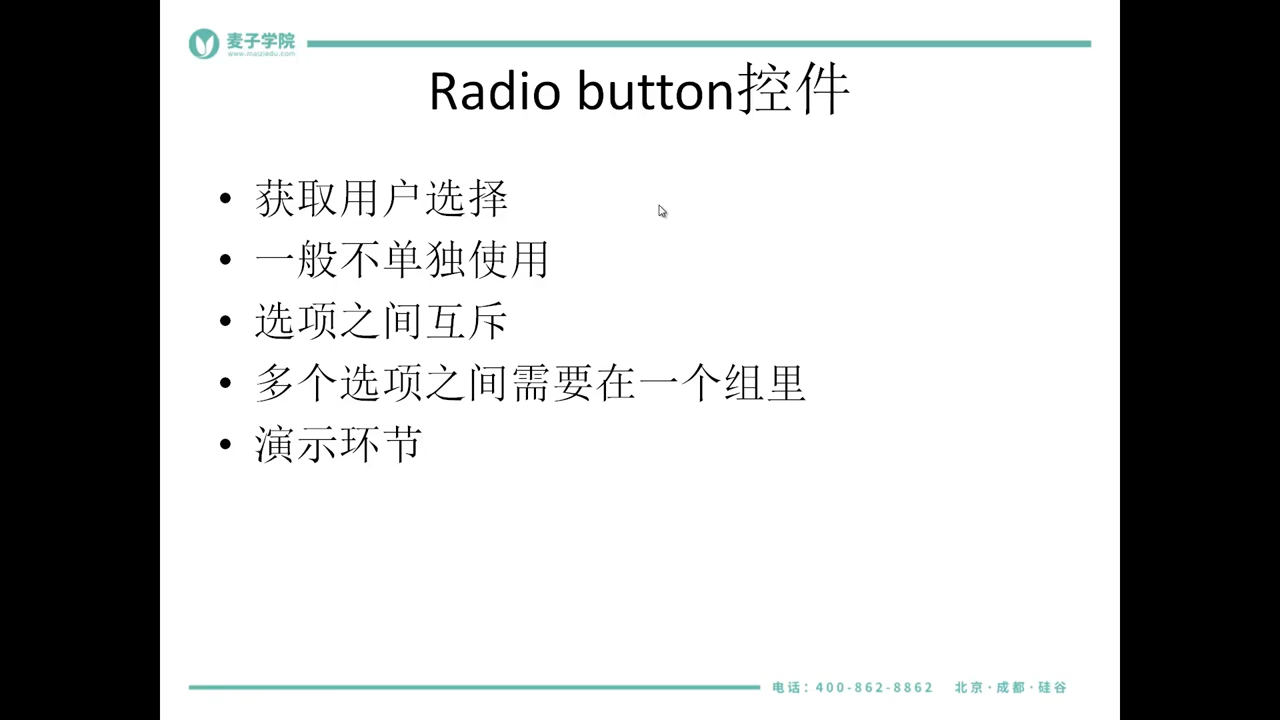 麦子学院
www.maiziedu.com
Radio button控件
• 获取用户选择
• 一般不单独使用
• 选项之间互斥
• 多个选项之间需要在一个组里
• 演示环节
电话：400-862-8862 北京·成都·硅谷